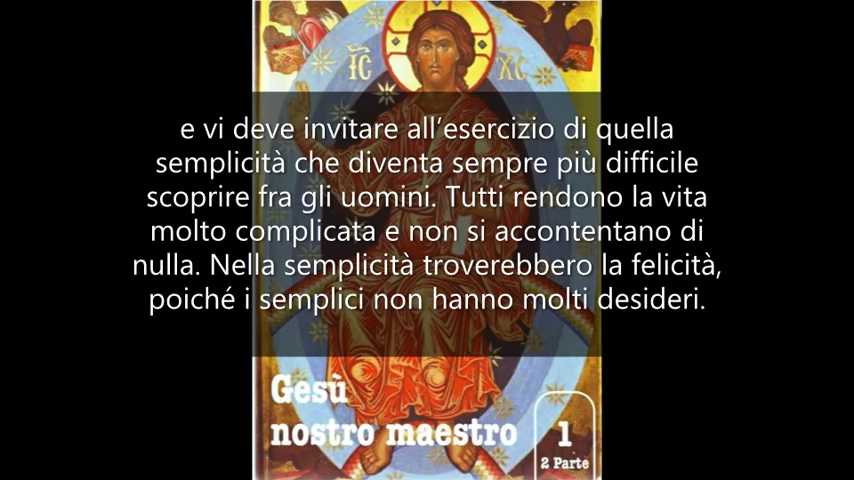 IC XC
e vi deve invitare all’esercizio di quella
semplicità che diventa sempre più difficile
scoprire fra gli uomini. Tutti rendono la vita
molto complicata e non si accontentano di
nulla. Nella semplicità troverebbero la felicità,
poiché i semplici non hanno molti desideri.
Gesù
nostro maestro
1
2 Parte